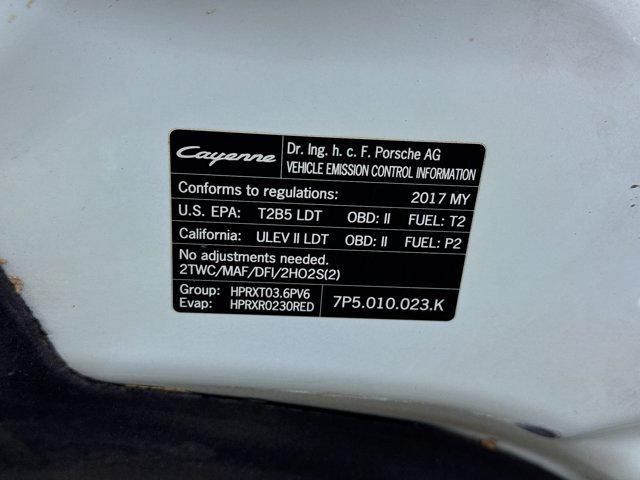 Cayenne
Dr. Ing. h. c. F. Porsche AG
VEHICLE EMISSION CONTROL INFORMATION
Conforms to regulations: 2017 MY
U.S. EPA: T2B5 LDT OBD: II FUEL: T2
California: ULEV II LDT OBD: II FUEL: P2
No adjustments needed.
2TWC/MAF/DFI/2HO2S(2)
Group: HPRXT03.6PV6
Evap: HPRXR0230RED
7P5.010.023.K